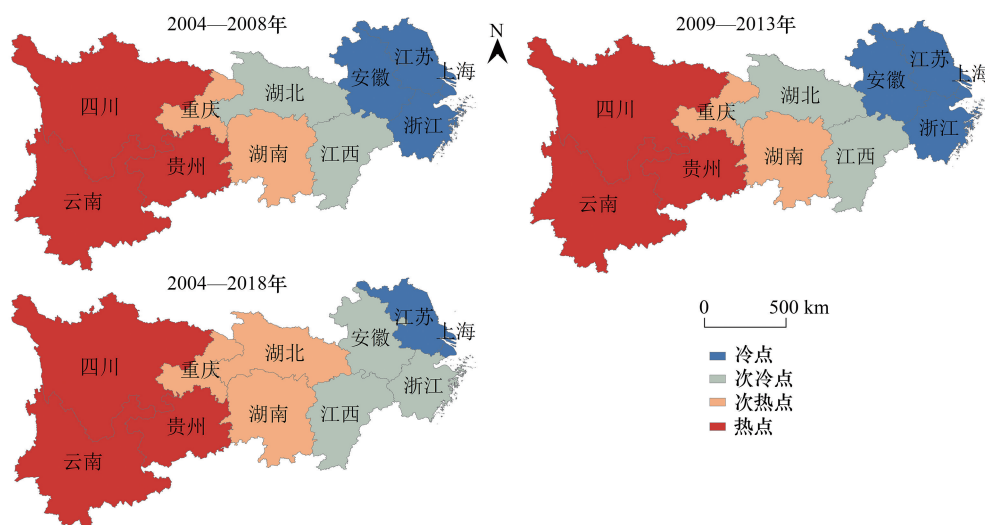 2004—2008年
四川
重庆
湖北
安徽
江苏
上海
浙江
贵州
湖南
江西
云南
N
2009—2013年
四川
重庆
湖北
安徽
江苏
上海
浙江
贵州
湖南
江西
云南
2004—2018年
四川
重庆
湖北
安徽
江苏
上海
浙江
贵州
湖南
江西
云南
0 500 km
冷点
次冷点
次热点
热点